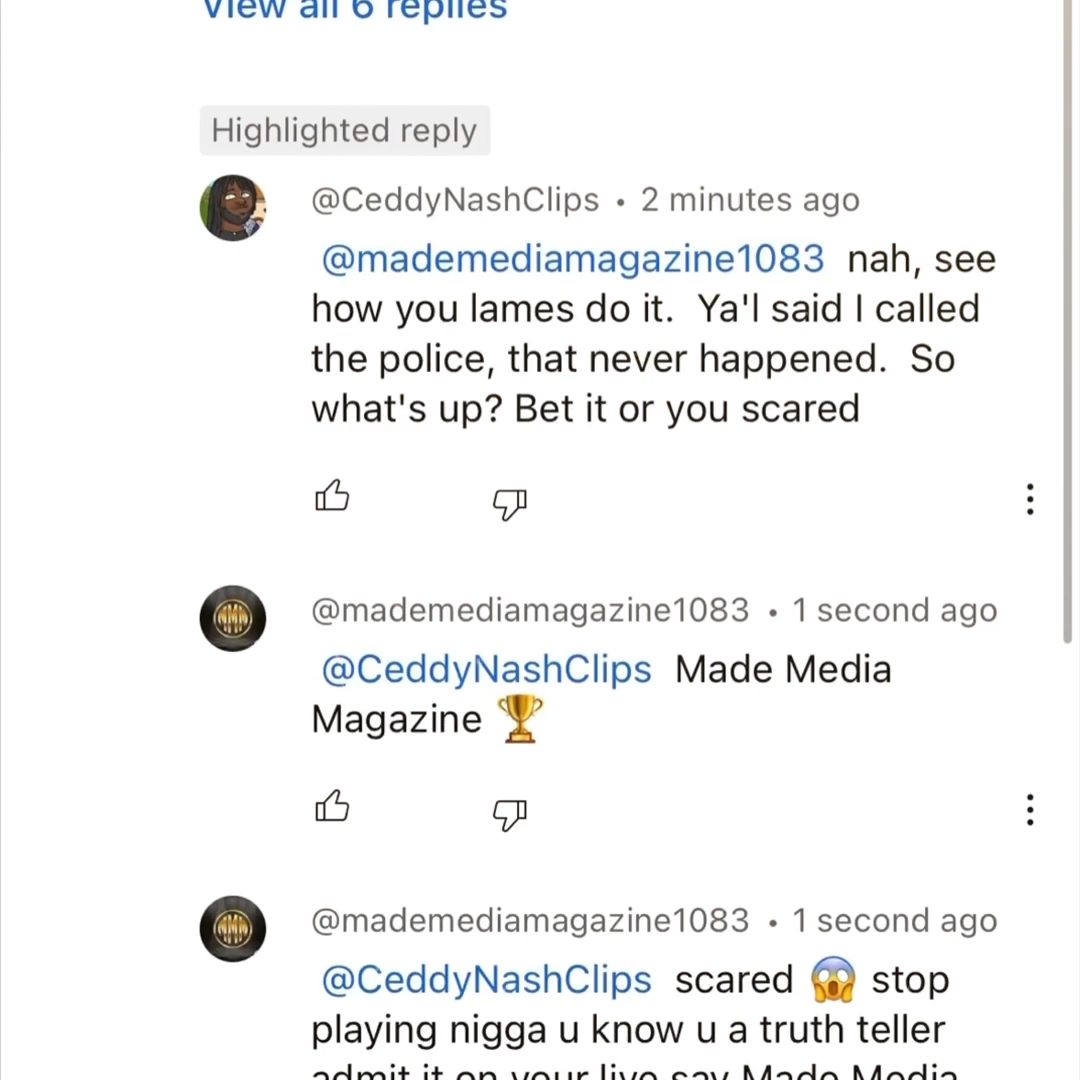 View all 6 replies
Highlighted reply
@CeddyNashClips • 2 minutes ago
@mademediamagazine1083 nah, see
how you lames do it. Ya'l said I called
the police, that never happened. So
what's up? Bet it or you scared
@mademediamagazine1083 • 1 second ago
@CeddyNashClips Made Media
Magazine 🏆
@mademediamagazine1083 • 1 second ago
@CeddyNashClips scared 😱 stop
playing nigga u know u a truth teller
admit it on your live say Made Media